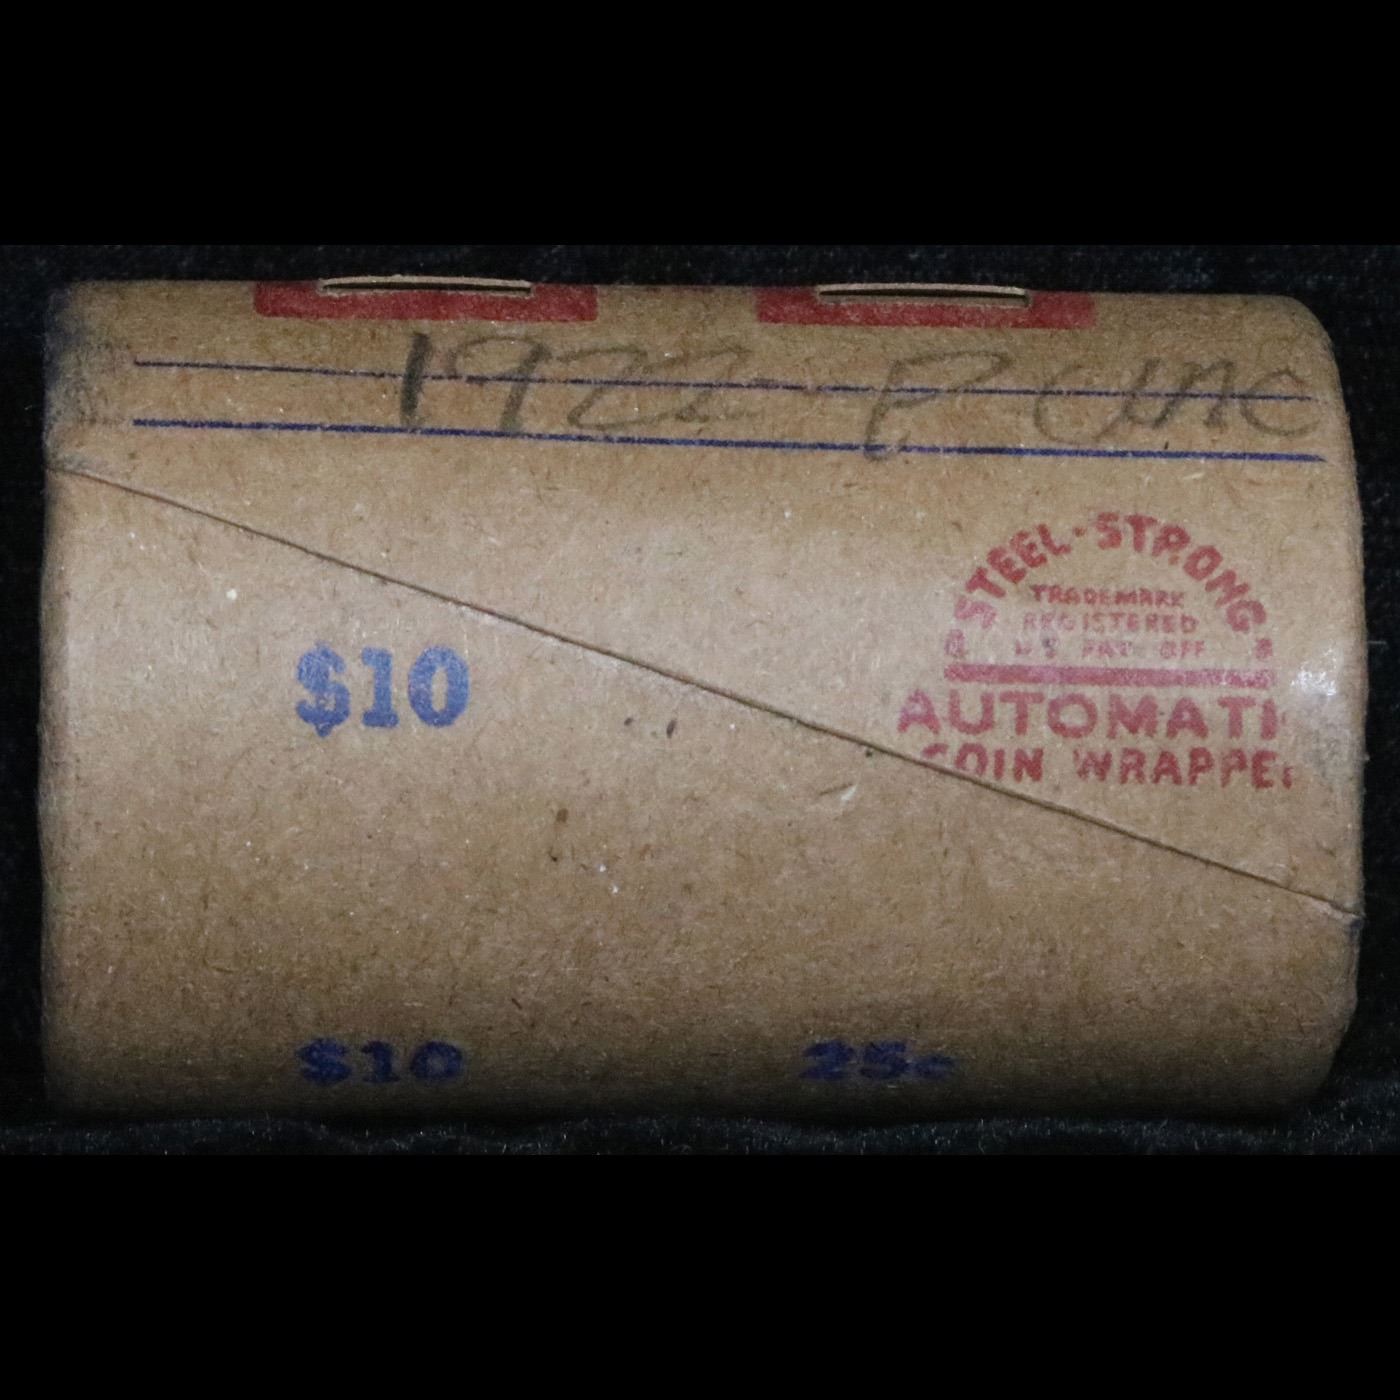 1922 P unc
STEEL·STRONG
TRADEMARK
REGISTERED
U S PAT OFF
AUTOMATI
COIN WRAPPE
$10
$10 25c